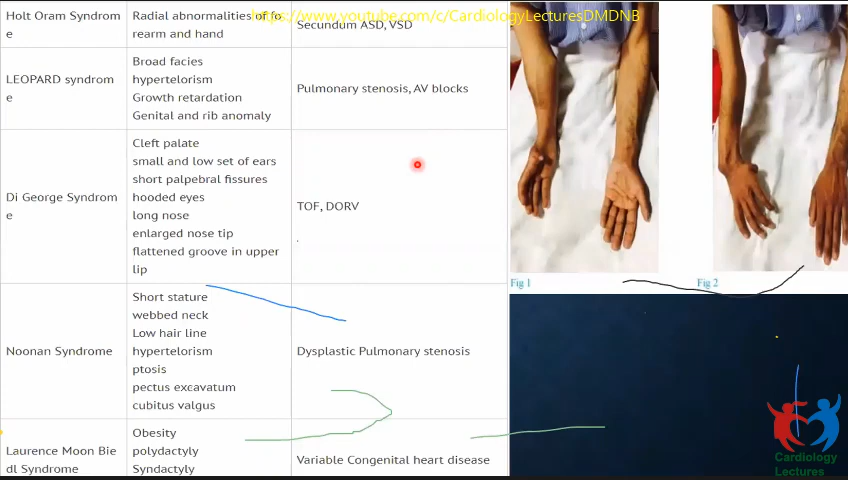 https://www.youtube.com/c/CardiologyLecturesDMDNB
Holt Oram Syndrom
e
Radial abnormalities of fo
rearm and hand
Secundum ASD, VSD
LEOPARD syndrom
e
Broad facies
hypertelorism
Growth retardation
Genital and rib anomaly
Pulmonary stenosis, AV blocks
Di George Syndrom
e
Cleft palate
small and low set of ears
short palpebral fissures
hooded eyes
long nose
enlarged nose tip
flattened groove in upper
lip
TOF, DORV
.
Noonan Syndrome
Short stature
webbed neck
Low hair line
hypertelorism
ptosis
pectus excavatum
cubitus valgus
Dysplastic Pulmonary stenosis
Laurence Moon Bie
dl Syndrome
Obesity
polydactyly
Syndactyly
Variable Congenital heart disease
Fig 1
Fig 2
Cardiology
Lectures